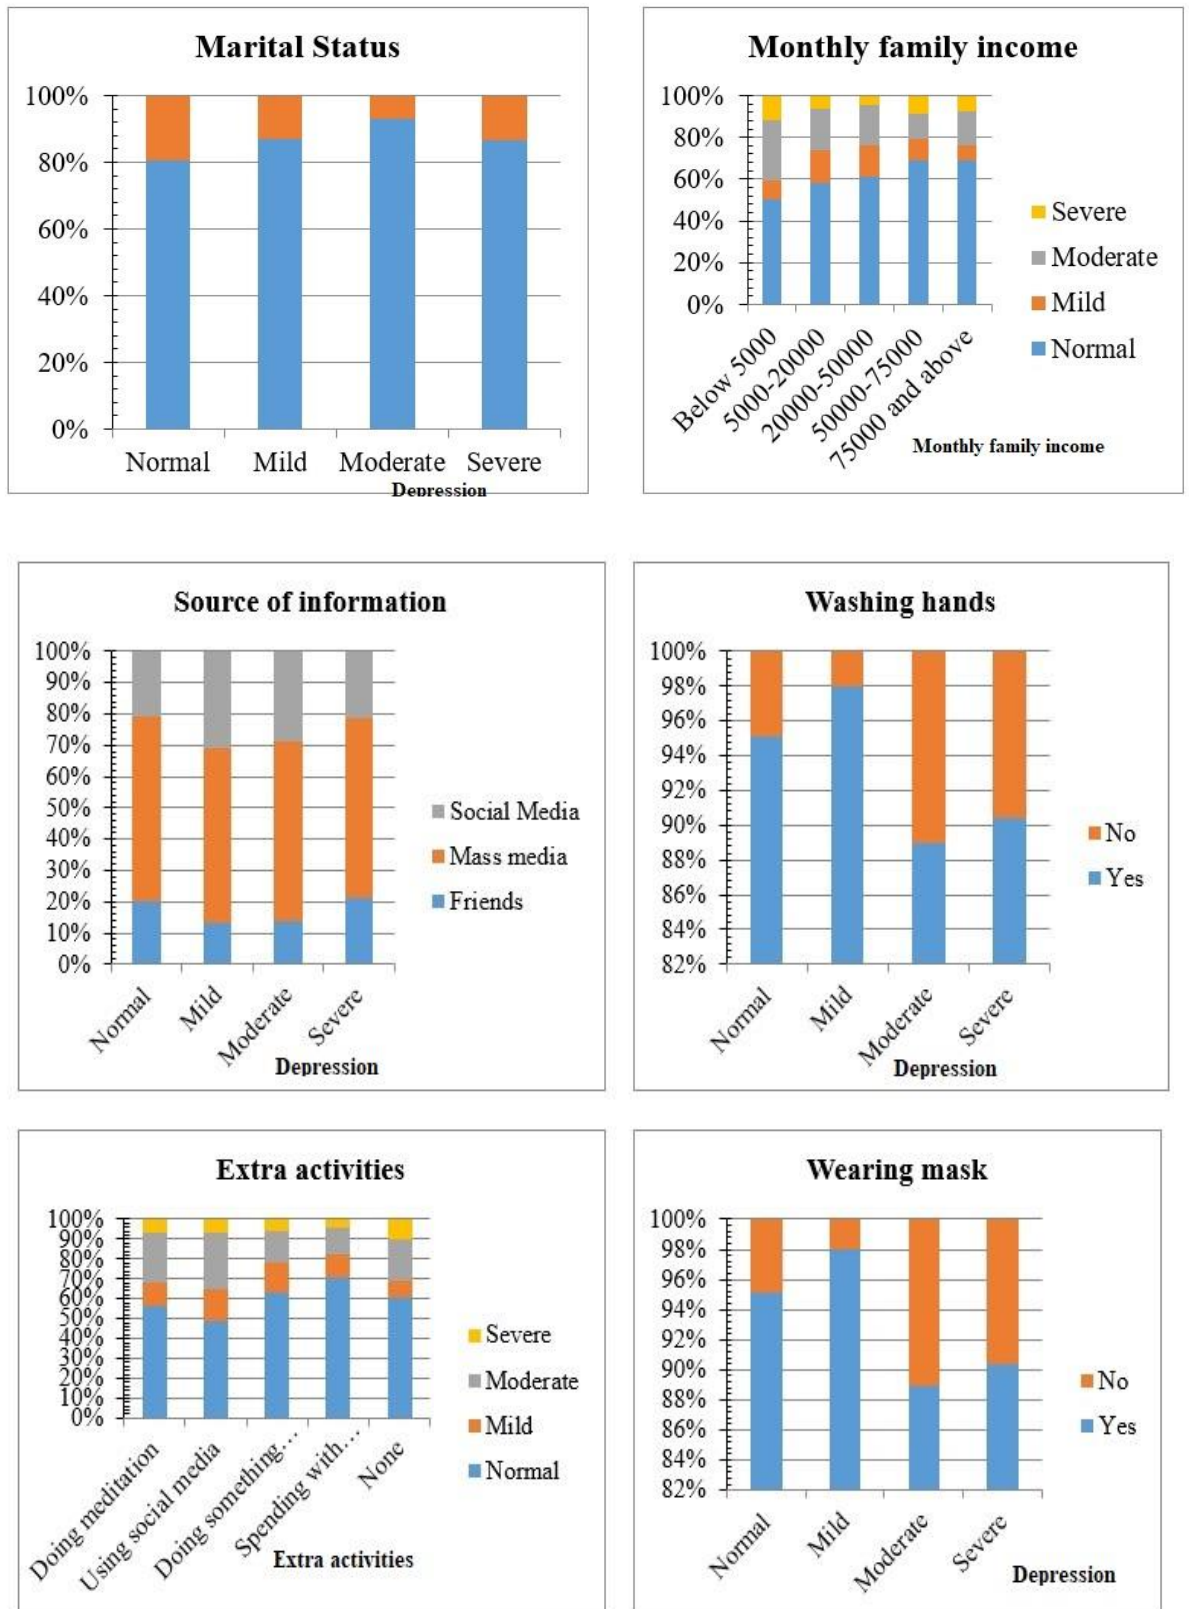 Marital Status
100%
80%
60%
40%
20%
0%
Normal Mild Moderate Severe
Depression
Monthly family income
100%
80%
60%
40%
20%
0%
Severe
Moderate
Mild
Normal
Below 5000
5000-20000
20000-50000
50000-75000
75000 and above
Monthly family income
Source of information
100%
90%
80%
70%
60%
50%
40%
30%
20%
10%
0%
Social Media
Mass media
Friends
Normal
Mild
Moderate
Severe
Depression
Washing hands
100%
98%
96%
94%
92%
90%
88%
86%
84%
82%
No
Yes
Normal
Mild
Moderate
Severe
Depression
Extra activities
100%
90%
80%
70%
60%
50%
40%
30%
20%
10%
0%
Severe
Moderate
Mild
Normal
Doing meditation
Using social media
Doing something…
Spending with…
None
Extra activities
Wearing mask
100%
98%
96%
94%
92%
90%
88%
86%
84%
82%
No
Yes
Normal
Mild
Moderate
Severe
Depression